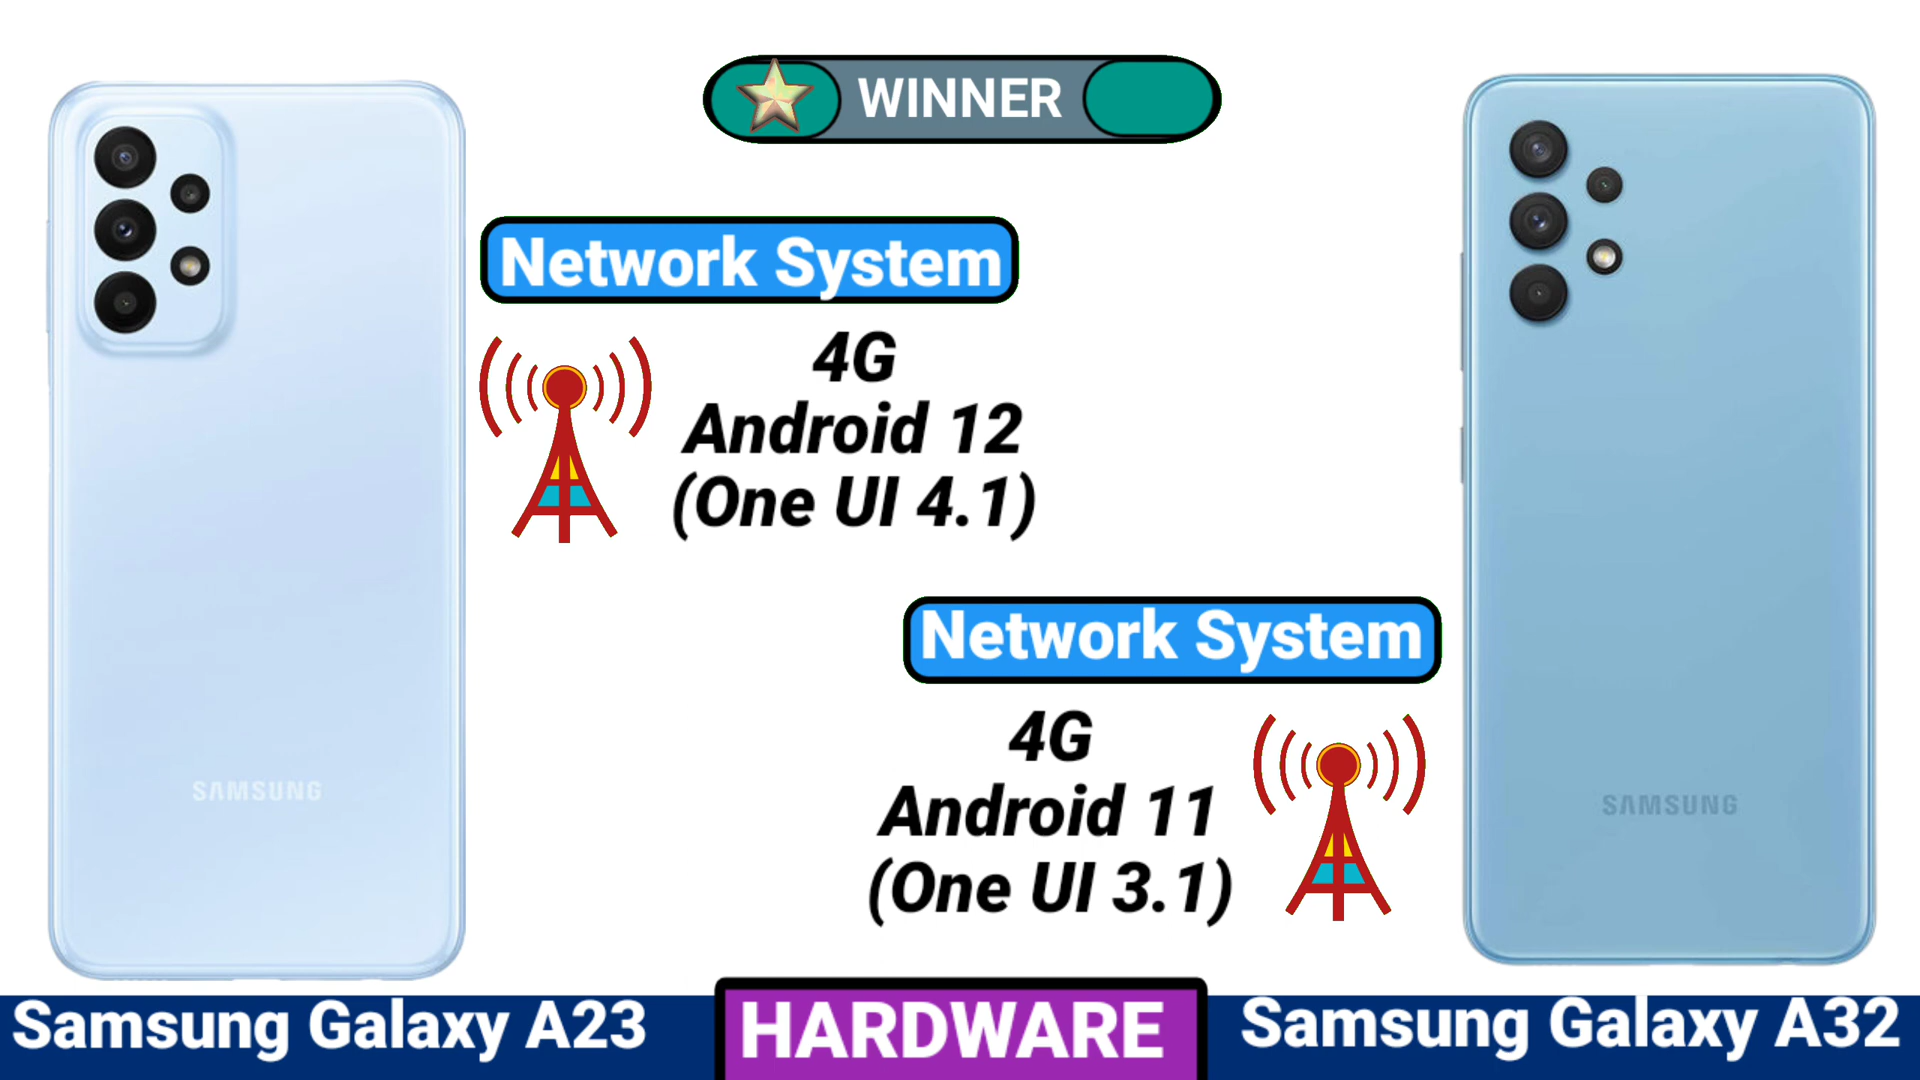 WINNER
Network System
4G
Android 12
(One UI 4.1)
Network System
4G
Android 11
(One UI 3.1)
SAMSUNG
SAMSUNG
Samsung Galaxy A23
HARDWARE
Samsung Galaxy A32